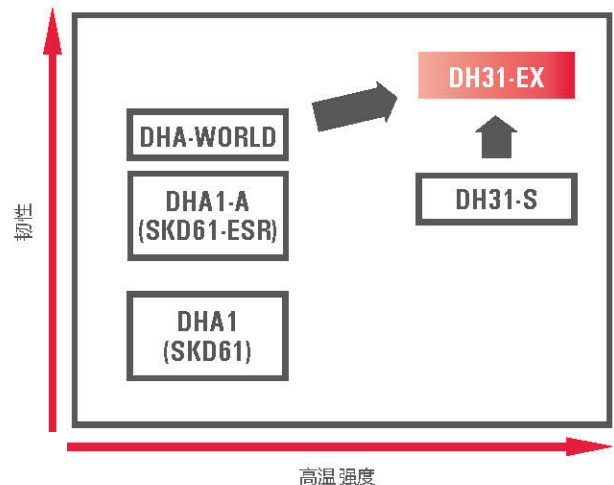 DH31-EX
DHA-WORLD
DHA1-A
(SKD61-ESR)
DH31-S
DHA1
(SKD61)
韧性
高温强度